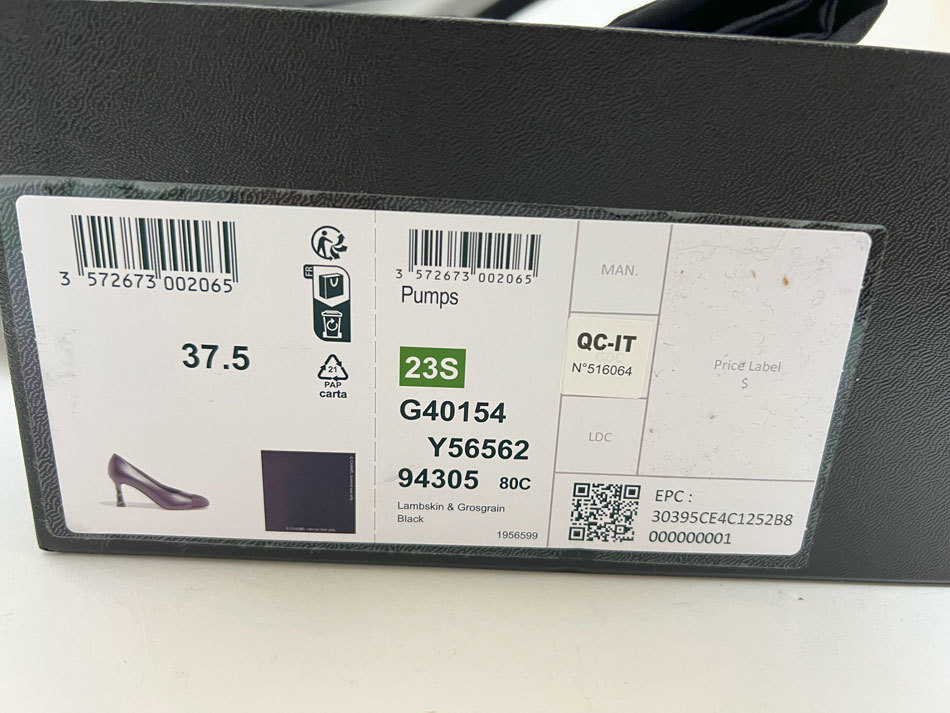 3 572673 002065
FR
37.5
21
PAP
carta
3 572673 002065
Pumps
23S
G40154
Y56562
94305 80C
Lambskin & Grosgrain
Black
1956599
MAN.
QC-IT
N°516064
LDC
Price Label
$
EPC :
30395CE4C1252B8
000000001